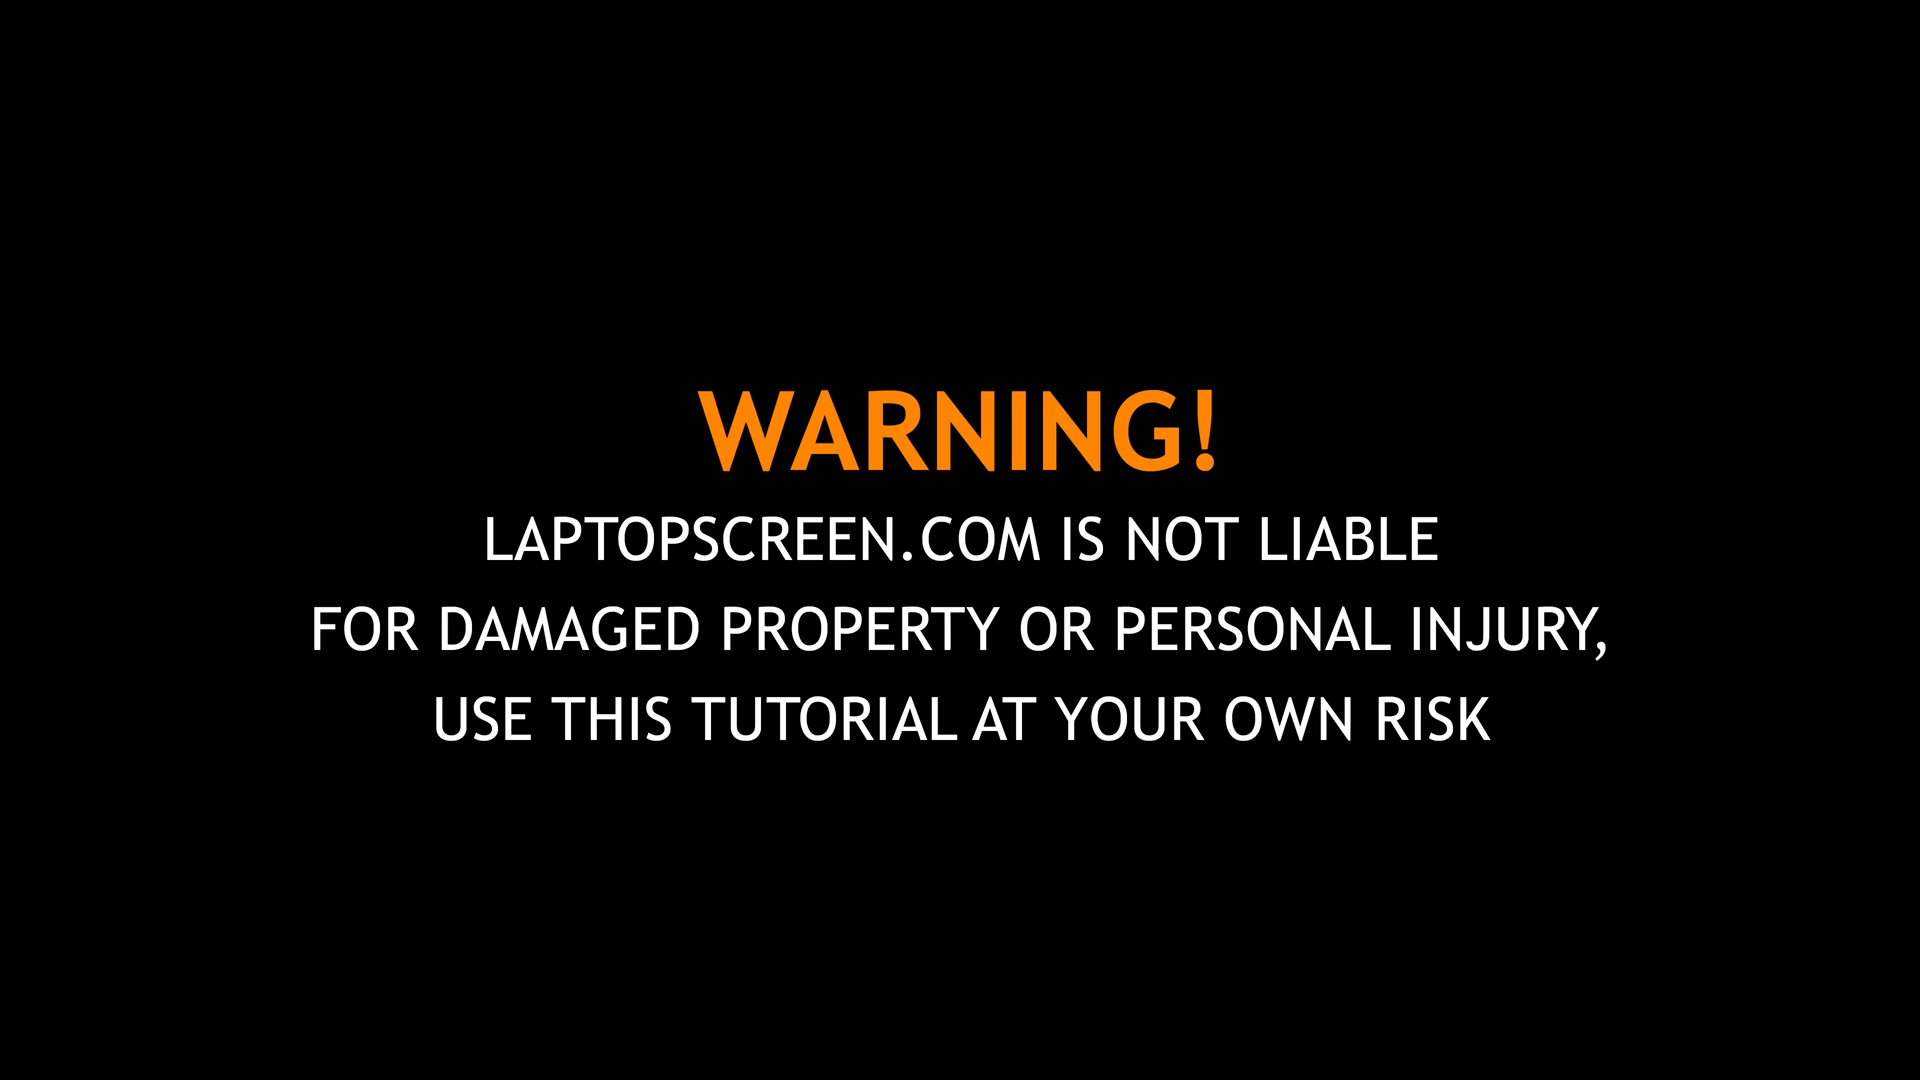 WARNING!
LAPTOPSCREEN.COM IS NOT LIABLE
FOR DAMAGED PROPERTY OR PERSONAL INJURY,
USE THIS TUTORIAL AT YOUR OWN RISK